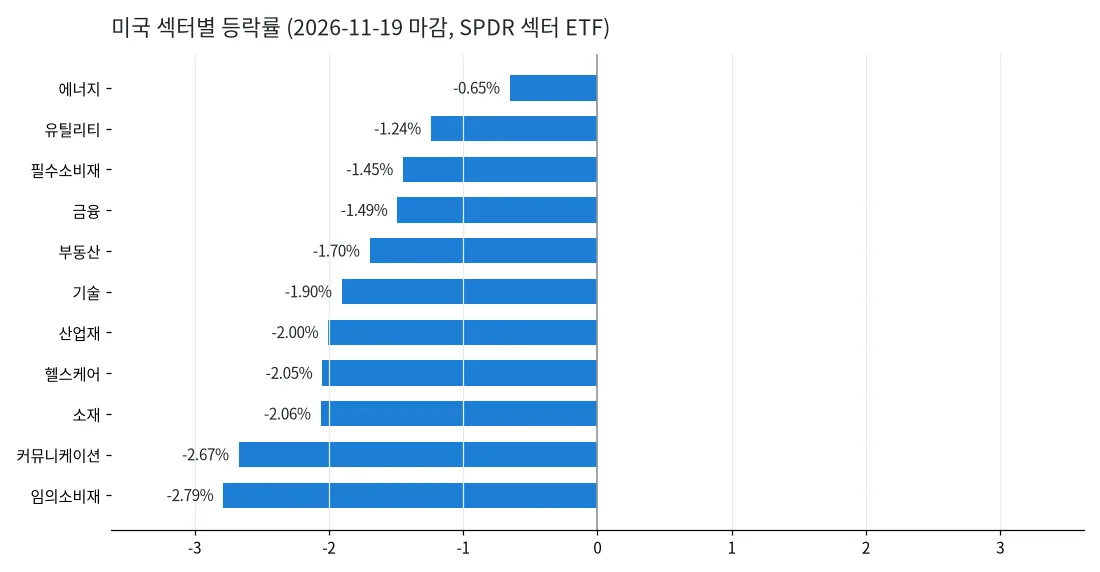 미국 섹터별 등락률 (2026-11-19 마감, SPDR 섹터 ETF)
에너지 -0.65%
유틸리티 -1.24%
필수소비재 -1.45%
금융 -1.49%
부동산 -1.70%
기술 -1.90%
산업재 -2.00%
헬스케어 -2.05%
소재 -2.06%
커뮤니케이션 -2.67%
임의소비재 -2.79%
-3 -2 -1 0 1 2 3